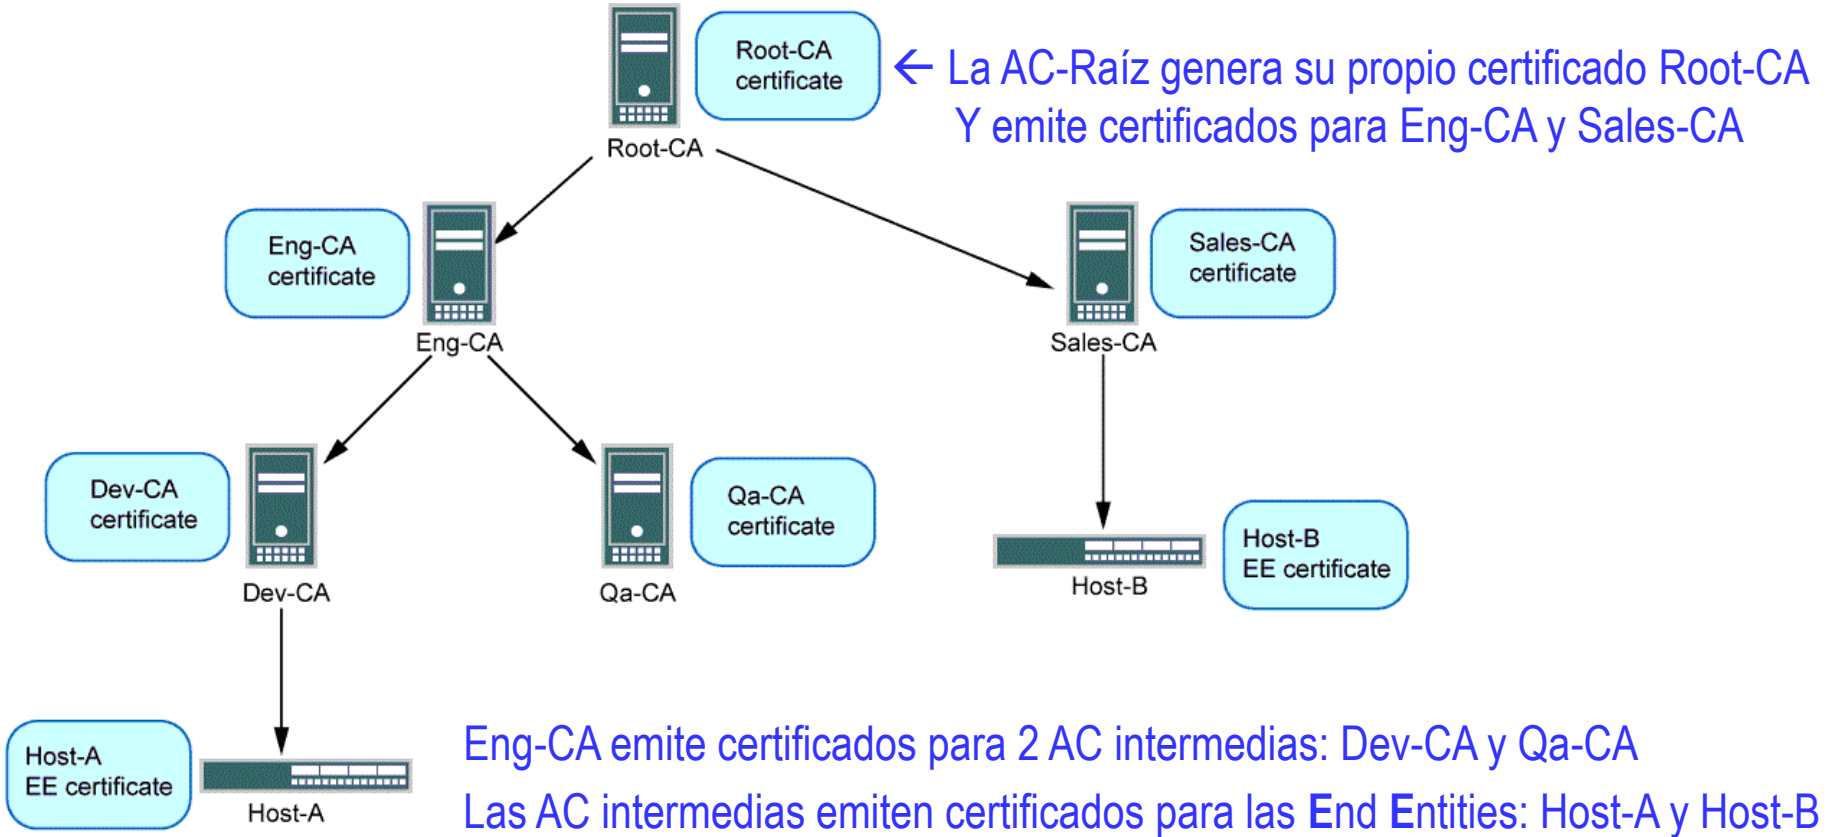 Root-CA
certificate
← La AC-Raíz genera su propio certificado Root-CA
Y emite certificados para Eng-CA y Sales-CA
Root-CA
Eng-CA
certificate
Sales-CA
certificate
Eng-CA
Sales-CA
Dev-CA
certificate
Qa-CA
certificate
Host-B
EE certificate
Dev-CA
Qa-CA
Host-B
Host-A
EE certificate
Host-A
Eng-CA emite certificados para 2 AC intermedias: Dev-CA y Qa-CA
Las AC intermedias emiten certificados para las End Entities: Host-A y Host-B